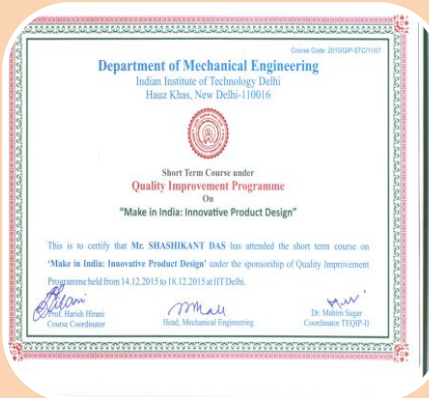 Course Code: 2015/QIP-STC/11/07
Department of Mechanical Engineering
Indian Institute of Technology Delhi
Hauz Khas, New Delhi-110016
Short Term Course under
Quality Improvement Programme
On
"Make in India: Innovative Product Design"
This is to certify that Mr. SHASHIKANT DAS has attended the short term course on
'Make in India: Innovative Product Design' under the sponsorship of Quality Improvement
Programme held from 14.12.2015 to 18.12.2015 at IIT Delhi.
Prof. Harish Hirani
Course Coordinator
Head, Mechanical Engineering
Dr. Mahim Sagar
Coordinator TEQIP-II